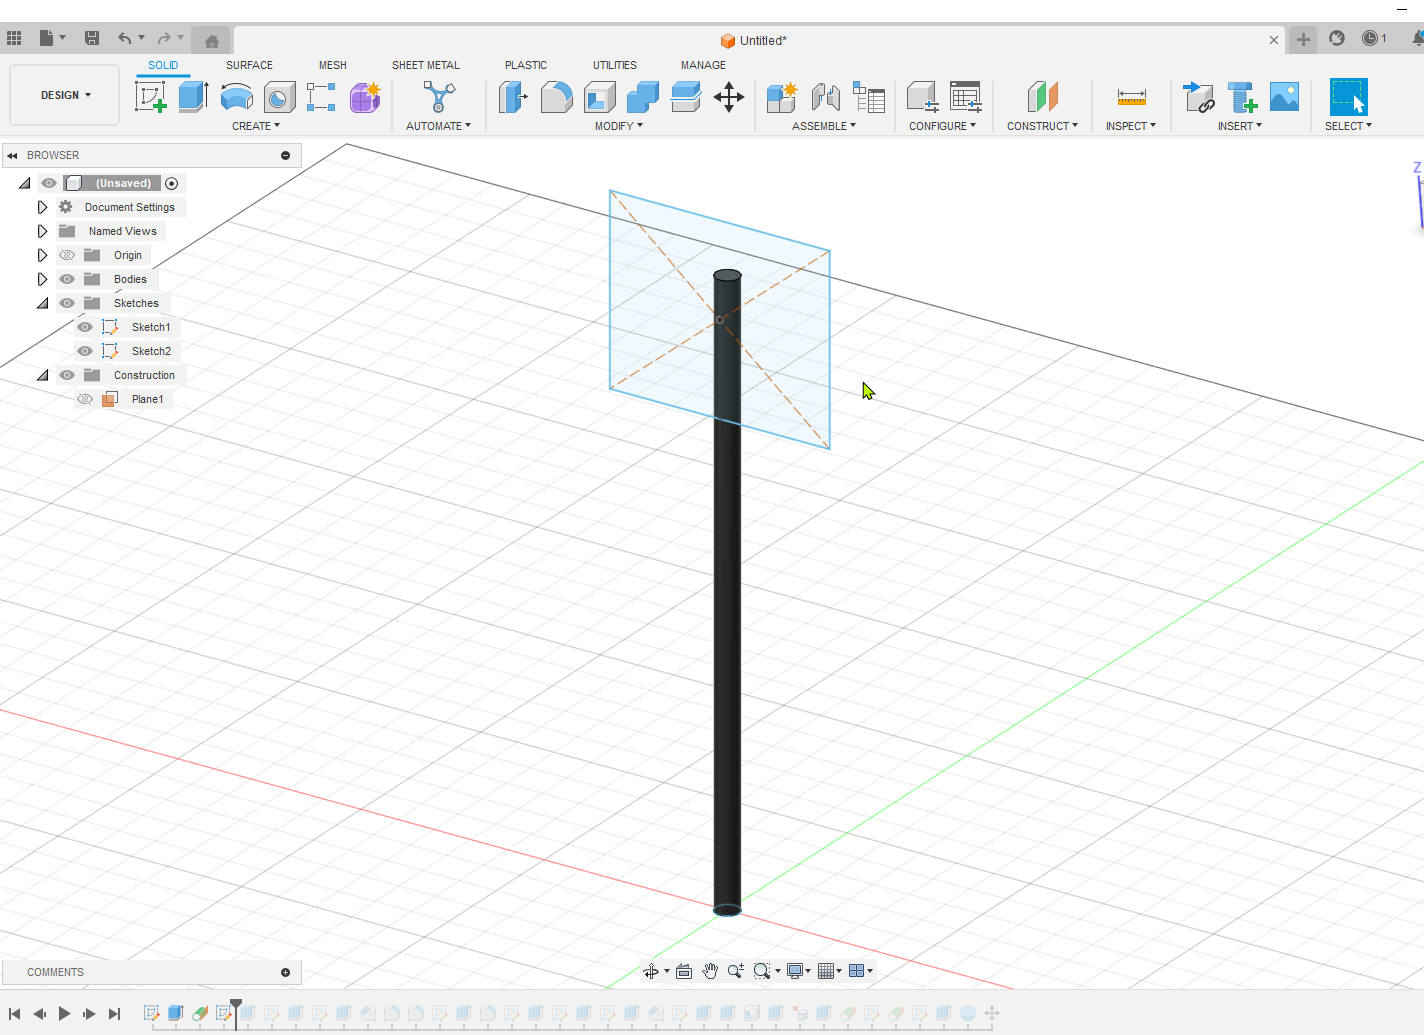 Untitled*
1
SOLID SURFACE MESH SHEET METAL PLASTIC UTILITIES MANAGE
DESIGN
CREATE AUTOMATE MODIFY ASSEMBLE CONFIGURE CONSTRUCT INSPECT INSERT SELECT
BROWSER
(Unsaved)
Document Settings
Named Views
Origin
Bodies
Sketches
Sketch1
Sketch2
Construction
Plane1
Z
COMMENTS